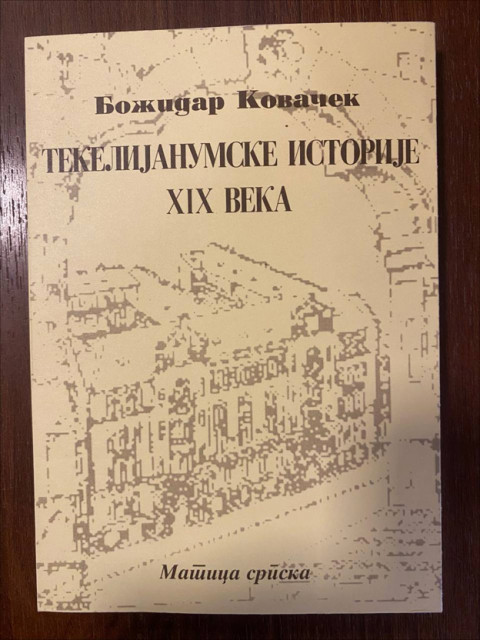 Божидар Ковачек
ТЕКЕЛИЈАНУМСКЕ ИСТОРИЈЕ
XIX ВЕКА
Матица српска